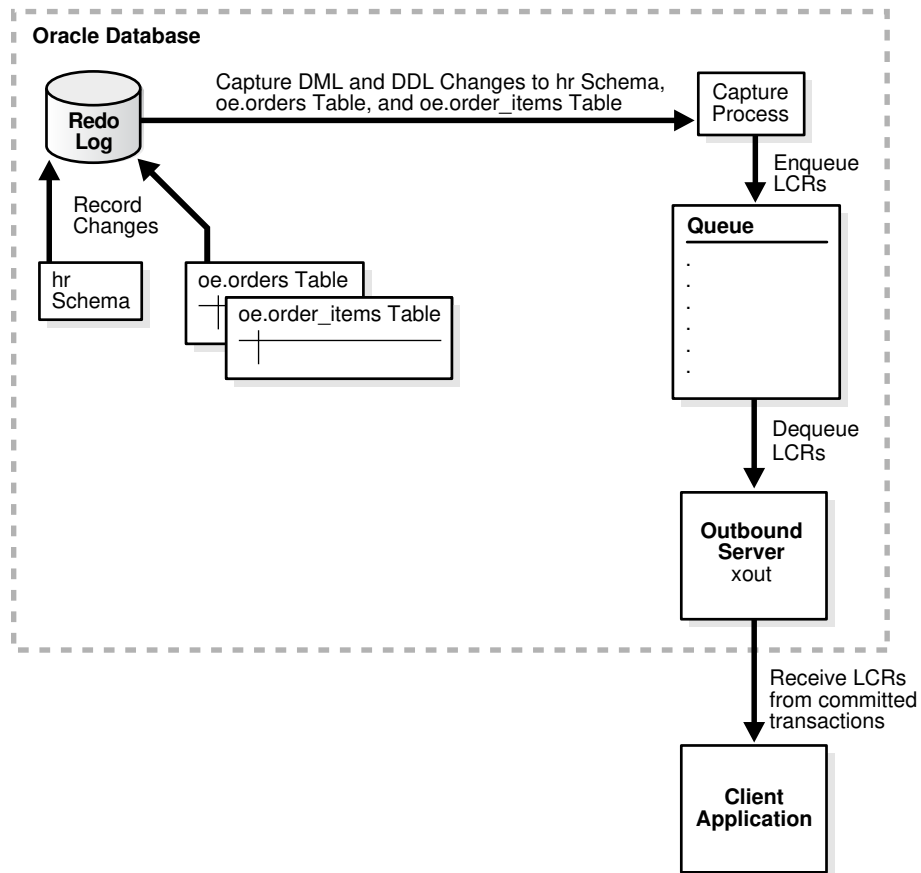 Oracle Database
Capture DML and DDL Changes to hr Schema,
oe.orders Table, and oe.order_items Table
Capture
Process
Redo
Log
Enqueue
LCRs
Record
Changes
Queue
.
.
.
.
.
.
hr
Schema
oe.orders Table
oe.order_items Table
Dequeue
LCRs
Outbound
Server
xout
Receive LCRs
from committed
transactions
Client
Application